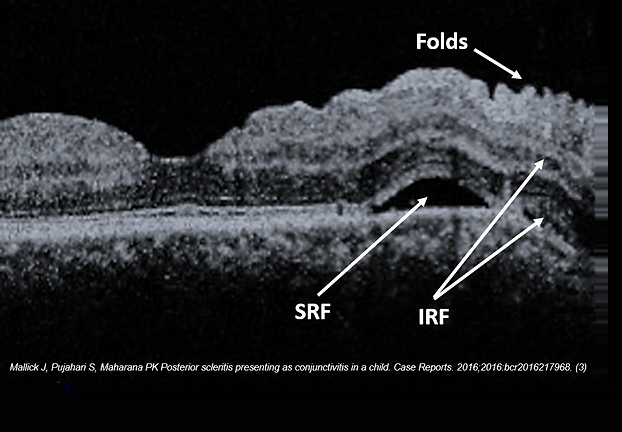 Folds
SRF
IRF
Mallick J, Pujahari S, Maharana PK Posterior scleritis presenting as conjunctivitis in a child. Case Reports. 2016;2016:bcr2016217968. (3)